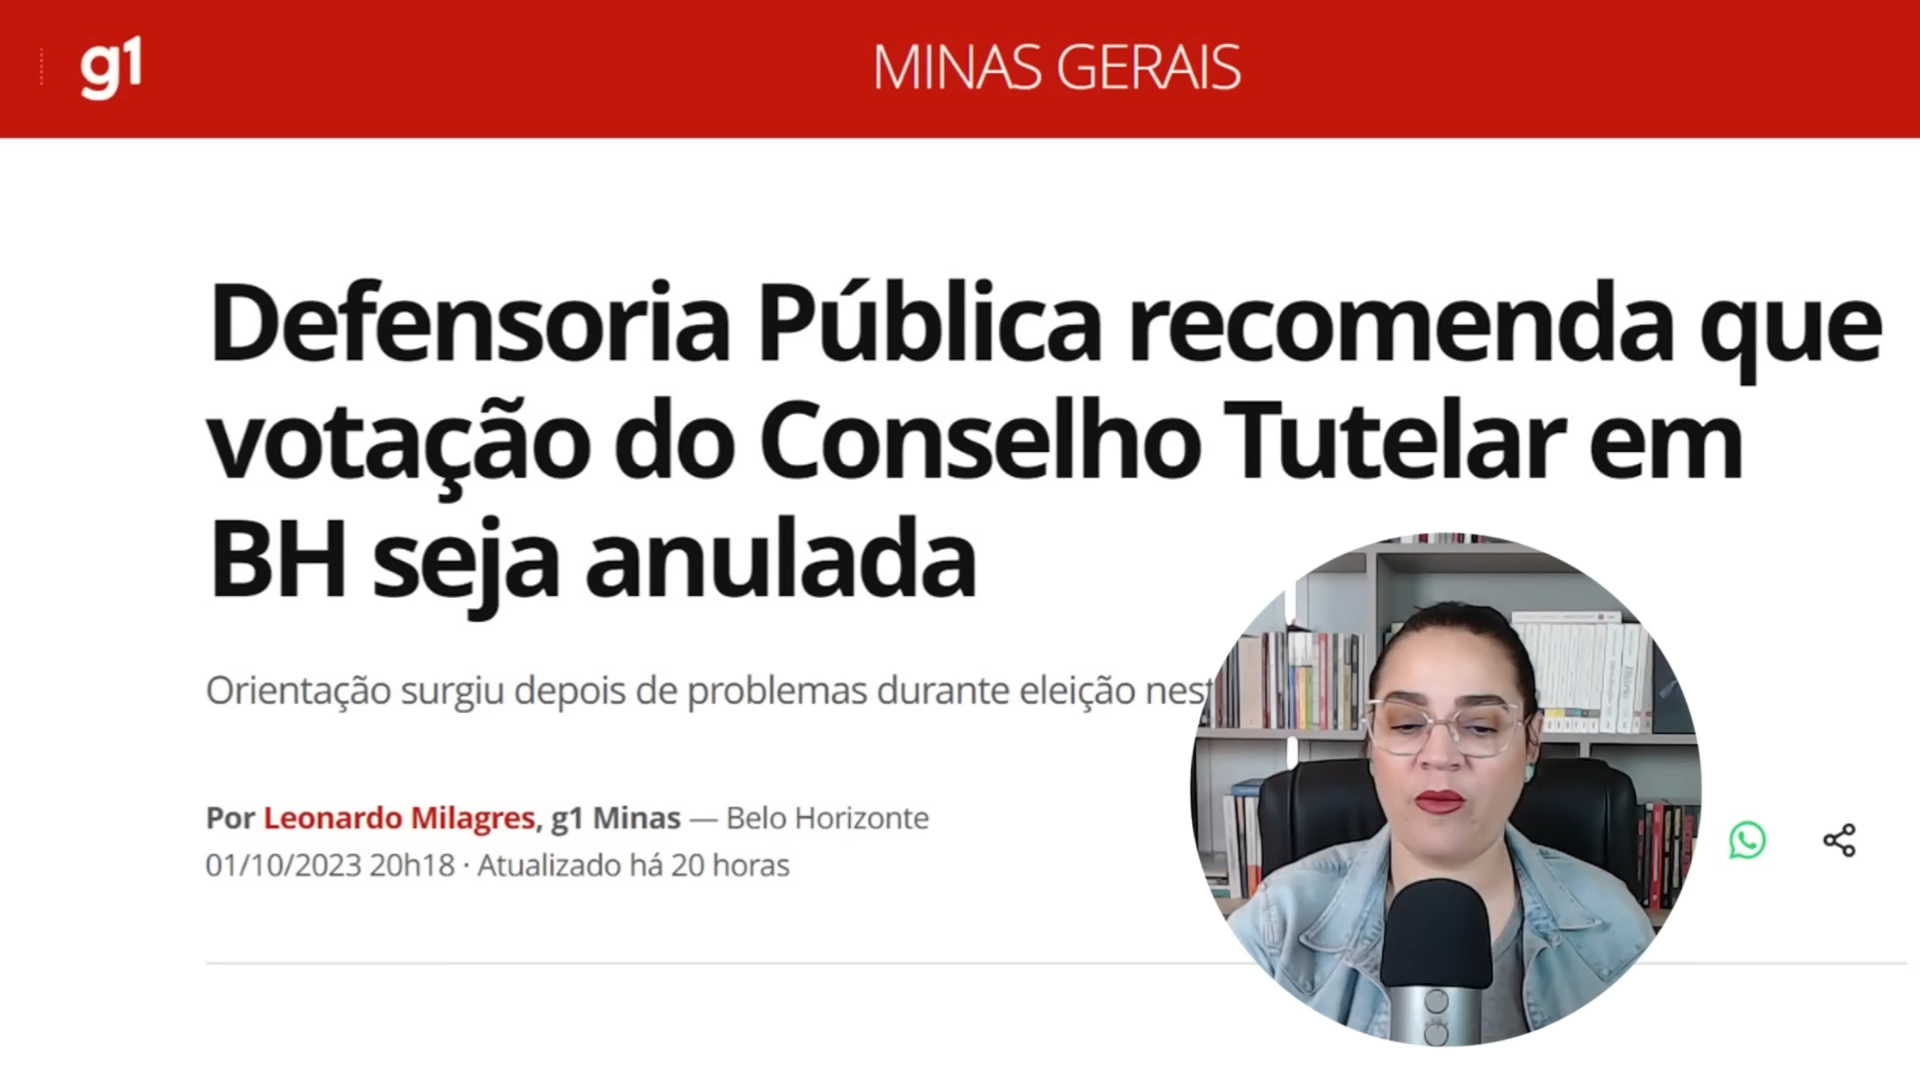 g1
MINAS GERAIS
Defensoria Pública recomenda que
votação do Conselho Tutelar em
BH seja anulada
Orientação surgiu depois de problemas durante eleição
Por Leonardo Milagres, g1 Minas — Belo Horizonte
01/10/2023 20h18 · Atualizado há 20 horas